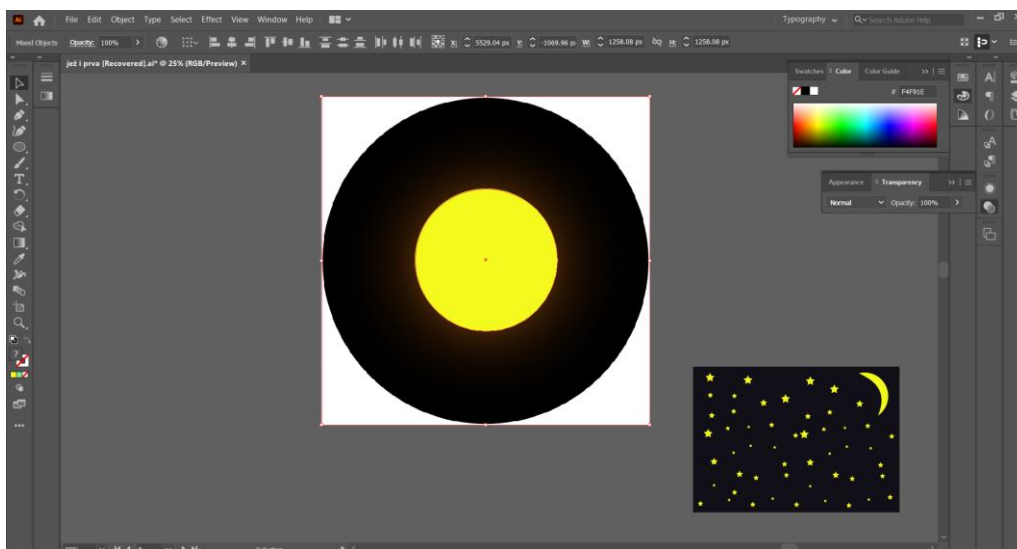 Ai File Edit Object Type Select Effect View Window Help Typography Search Adobe Help
Mixed Objects Opacity: 100% X: 5529.04 px Y: -1069.96 p W: 1258.08 px H: 1258.08 px
jež i prva [Recovered].ai* @ 25% (RGB/Preview) ×
Swatches Color Color Guide
# F4F91E
Appearance Transparency
Normal Opacity: 100%